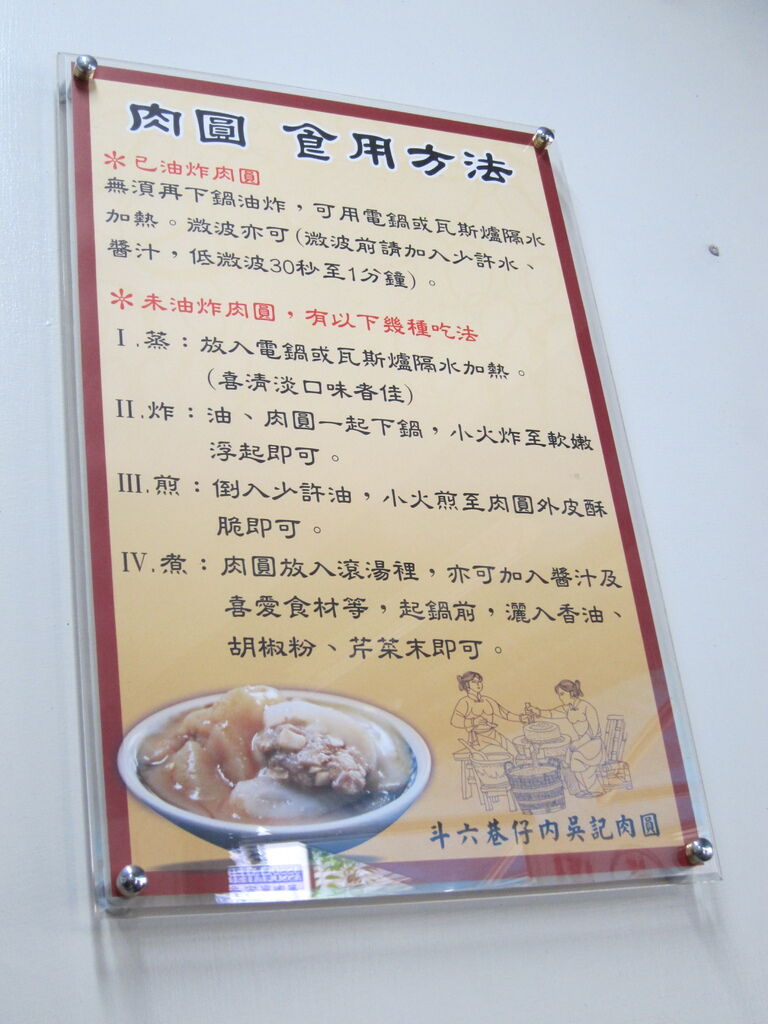 肉圓 食用方法
＊已油炸肉圓
無須再下鍋油炸，可用電鍋或瓦斯爐隔水
加熱。微波亦可(微波前請加入少許水、
醬汁，低微波30秒至1分鐘)。
＊未油炸肉圓，有以下幾種吃法
I.蒸：放入電鍋或瓦斯爐隔水加熱。
(喜清淡口味者佳)
II.炸：油、肉圓一起下鍋，小火炸至軟嫩
浮起即可。
III.煎：倒入少許油，小火煎至肉圓外皮酥
脆即可。
IV.煮：肉圓放入滾湯裡，亦可加入醬汁及
喜愛食材等，起鍋前，灑入香油、
胡椒粉、芹菜末即可。
斗六巷仔內吳記肉圓